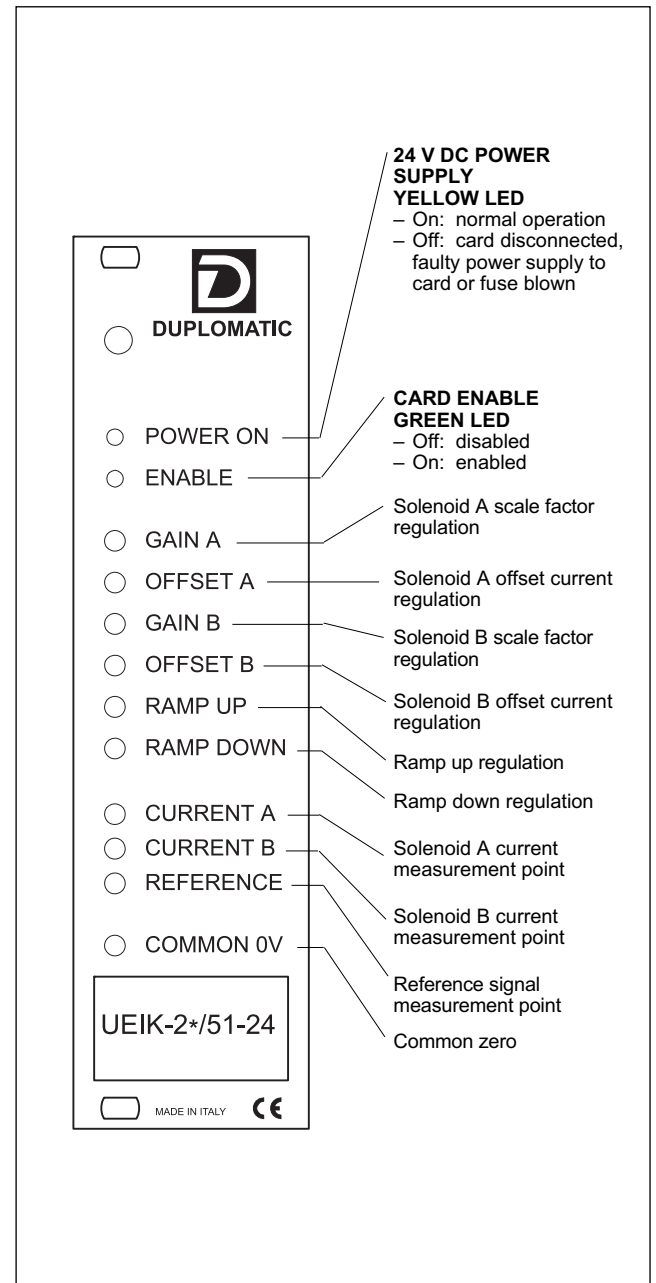 24 V DC POWER
SUPPLY
YELLOW LED
– On: normal operation
– Off: card disconnected,
faulty power supply to
card or fuse blown
DUPLOMATIC
POWER ON
CARD ENABLE
GREEN LED
– Off: disabled
– On: enabled
ENABLE
Solenoid A scale factor
regulation
GAIN A
OFFSET A
Solenoid A offset current
regulation
GAIN B
Solenoid B scale factor
regulation
OFFSET B
Solenoid B offset current
regulation
RAMP UP
Ramp up regulation
RAMP DOWN
Ramp down regulation
CURRENT A
Solenoid A current
measurement point
CURRENT B
Solenoid B current
measurement point
REFERENCE
Reference signal
measurement point
COMMON 0V
Common zero
UEIK-2*/51-24
MADE IN ITALY CE